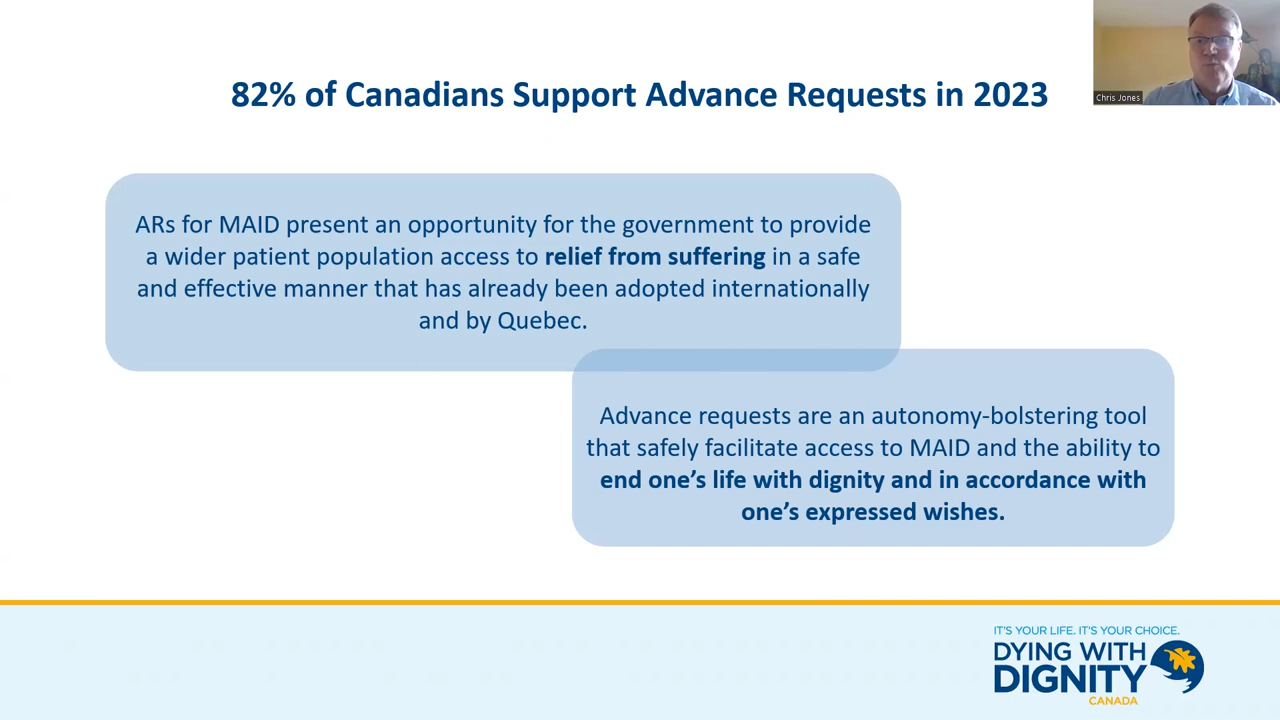 82% of Canadians Support Advance Requests in 2023
Chris Jones
ARs for MAID present an opportunity for the government to provide
a wider patient population access to relief from suffering in a safe
and effective manner that has already been adopted internationally
and by Quebec.
Advance requests are an autonomy-bolstering tool
that safely facilitate access to MAID and the ability to
end one’s life with dignity and in accordance with
one’s expressed wishes.
IT'S YOUR LIFE. IT'S YOUR CHOICE.
DYING WITH
DIGNITY
CANADA